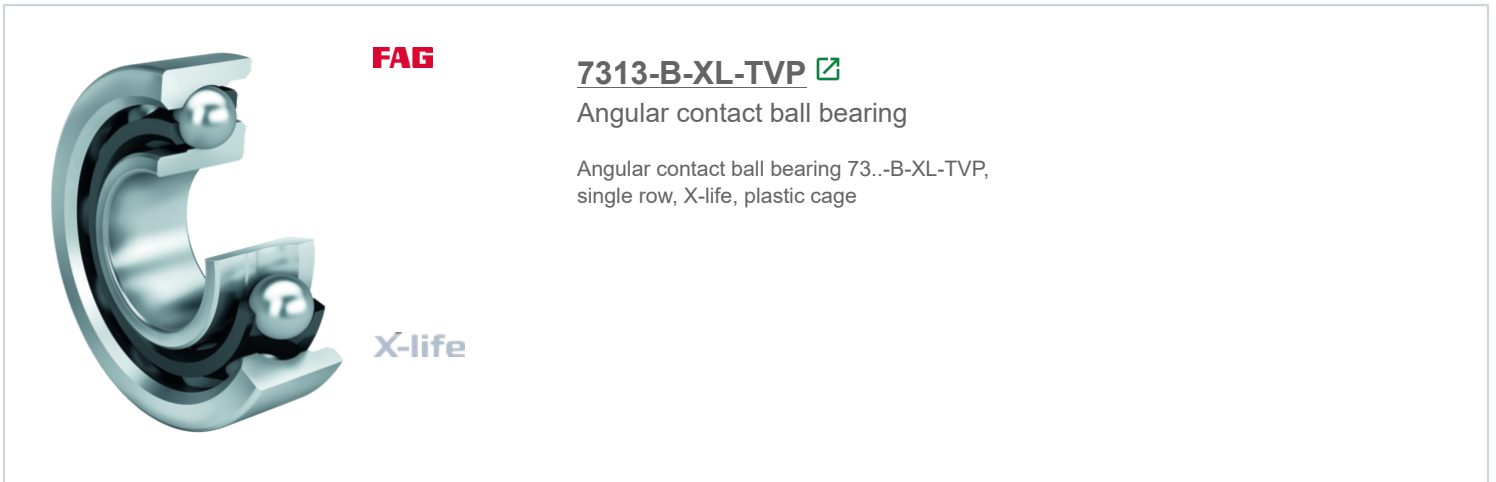 FAG
7313-B-XL-TVP
Angular contact ball bearing
Angular contact ball bearing 73..-B-XL-TVP,
single row, X-life, plastic cage
X-life